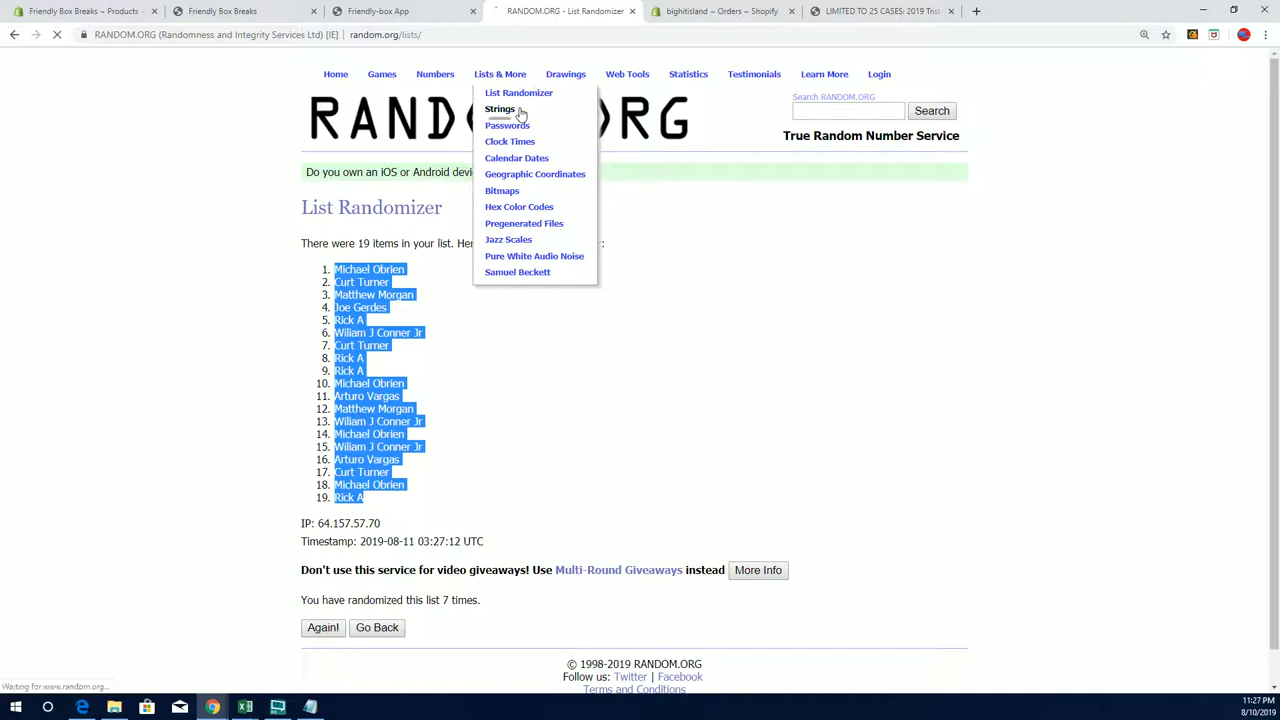 Friendly Box Breaks ~ Products
Friendly Box Breaks
Friendly-box App
RANDOM.ORG - List Randomizer
bighitisland ~ Orders ~ Shopify
LIMITED TO 25 CASES: 2019 Trist
RANDOM.ORG (Randomness and Integrity Services Ltd) [IE] | random.org/lists/
Home Games Numbers Lists & More Drawings Web Tools Statistics Testimonials Learn More Login
List Randomizer
Strings
Passwords
Clock Times
Calendar Dates
Geographic Coordinates
Bitmaps
Hex Color Codes
Pregenerated Files
Jazz Scales
Pure White Audio Noise
Samuel Beckett
Search RANDOM.ORG
Search
True Random Number Service
Do you own an iOS or Android devi
List Randomizer
There were 19 items in your list. Her :
1. Michael Obrien
2. Curt Turner
3. Matthew Morgan
4. Joe Gerdes
5. Rick A
6. Wiliam J Conner Jr
7. Curt Turner
8. Rick A
9. Rick A
10. Michael Obrien
11. Arturo Vargas
12. Matthew Morgan
13. Wiliam J Conner Jr
14. Michael Obrien
15. Wiliam J Conner Jr
16. Arturo Vargas
17. Curt Turner
18. Michael Obrien
19. Rick A
IP: 64.157.57.70
Timestamp: 2019-08-11 03:27:12 UTC
Don't use this service for video giveaways! Use Multi-Round Giveaways instead More Info
You have randomized this list 7 times.
Again! Go Back
© 1998-2019 RANDOM.ORG
Follow us: Twitter | Facebook
Terms and Conditions
Waiting for www.random.org...
11:27 PM
8/10/2019